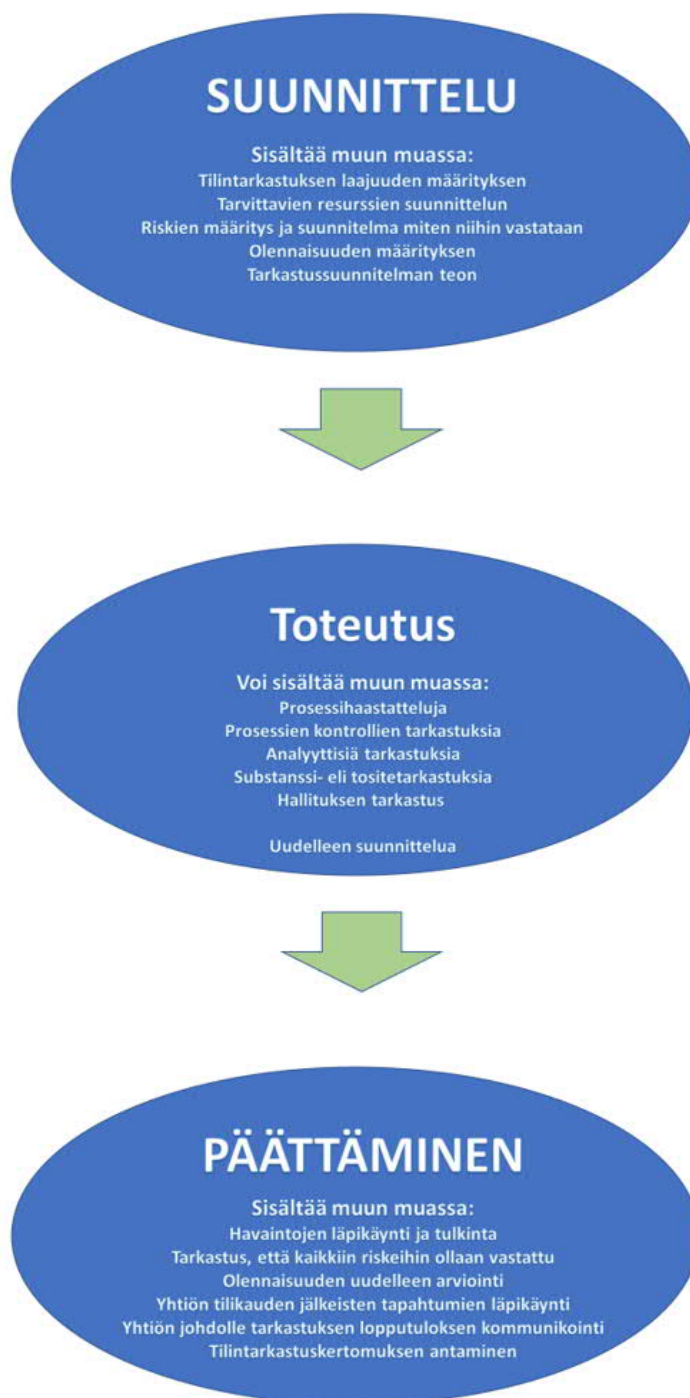 SUUNNITTELU
Sisältää muun muassa:
Tilintarkastuksen laajuuden määrityksen
Tarvittavien resurssien suunnittelun
Riskien määritys ja suunnitelma miten niihin vastataan
Olennaisuuden määrityksen
Tarkastussuunnitelman teon
Toteutus
Voi sisältää muun muassa:
Prosessihaastatteluja
Prosessien kontrollien tarkastuksia
Analyyttisiä tarkastuksia
Substanssi- eli tositetarkastuksia
Hallituksen tarkastus
Uudelleen suunnittelua
PÄÄTTÄMINEN
Sisältää muun muassa:
Havaintojen läpikäynti ja tulkinta
Tarkastus, että kaikkiin riskeihin ollaan vastattu
Olennaisuuden uudelleen arviointi
Yhtiön tilikauden jälkeisten tapahtumien läpikäynti
Yhtiön johdolle tarkastuksen lopputuloksen kommunikointi
Tilintarkastuskertomuksen antaminen